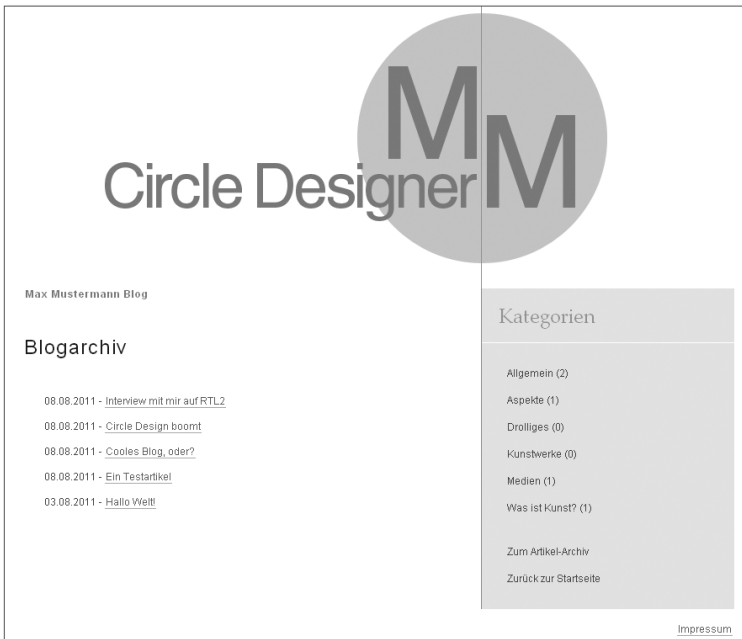 M
M
Circle Designer
Max Mustermann Blog
Blogarchiv
08.08.2011 - Interview mit mir auf RTL2
08.08.2011 - Circle Design boomt
08.08.2011 - Cooles Blog, oder?
08.08.2011 - Ein Testartikel
03.08.2011 - Hallo Welt!
Kategorien
Allgemein (2)
Aspekte (1)
Drolliges (0)
Kunstwerke (0)
Medien (1)
Was ist Kunst? (1)
Zum Artikel-Archiv
Zurück zur Startseite
Impressum